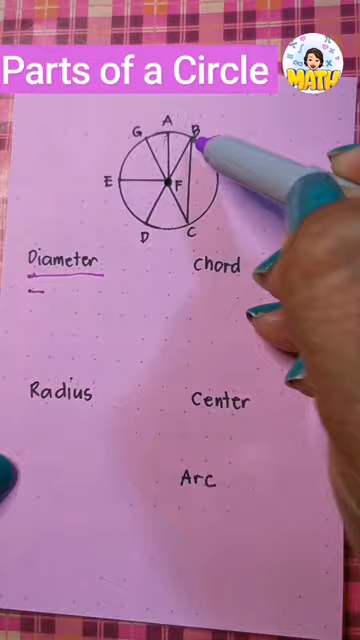 Parts of a Circle
MATH
A
G
B
E
F
D
C
Diameter
Chord
Radius
Center
Arc